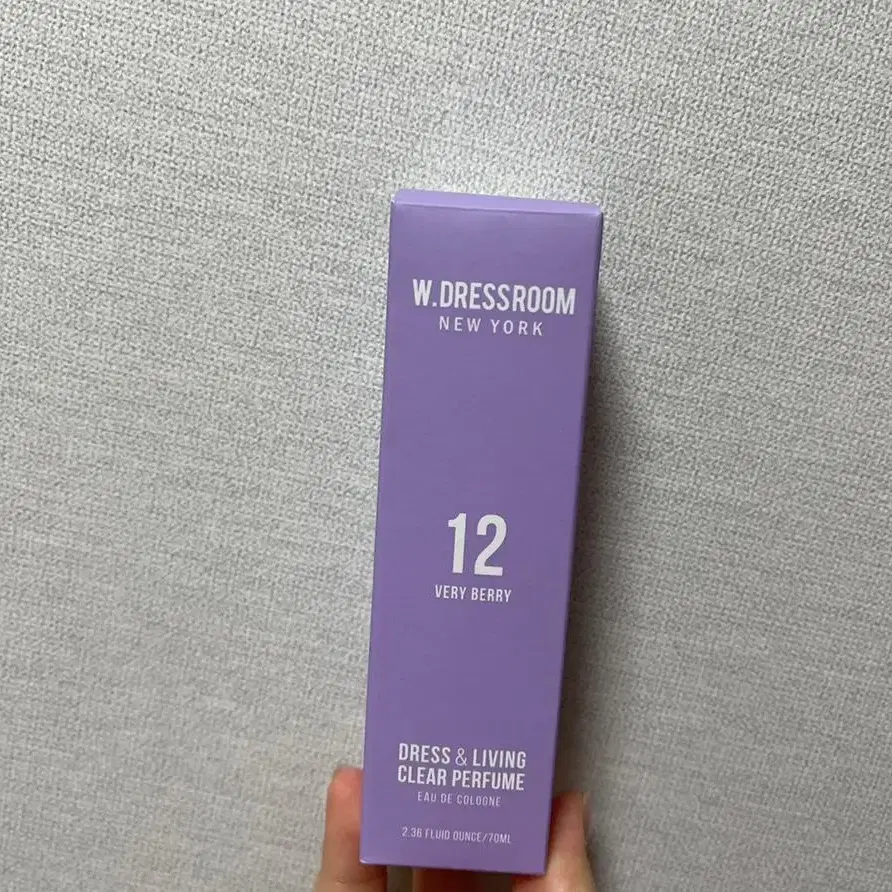 W.DRESSROOM
NEW YORK
12
VERY BERRY
DRESS & LIVING
CLEAR PERFUME
EAU DE COLOGNE
2.36 FLUID OUNCE/70ML